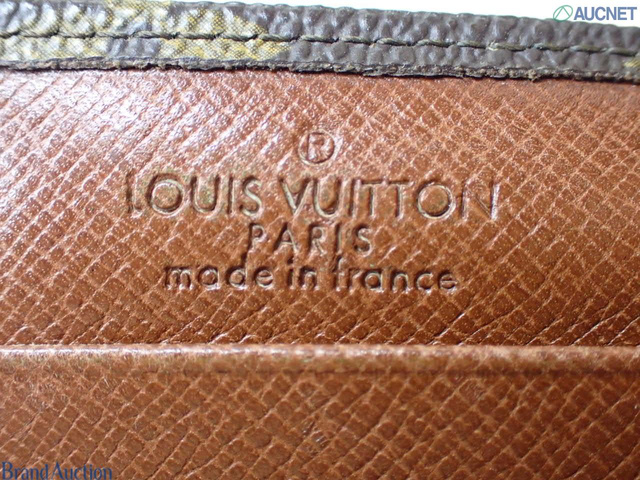 AUCNET
®
LOUIS VUITTON
PARIS
made in france
Brand Auction